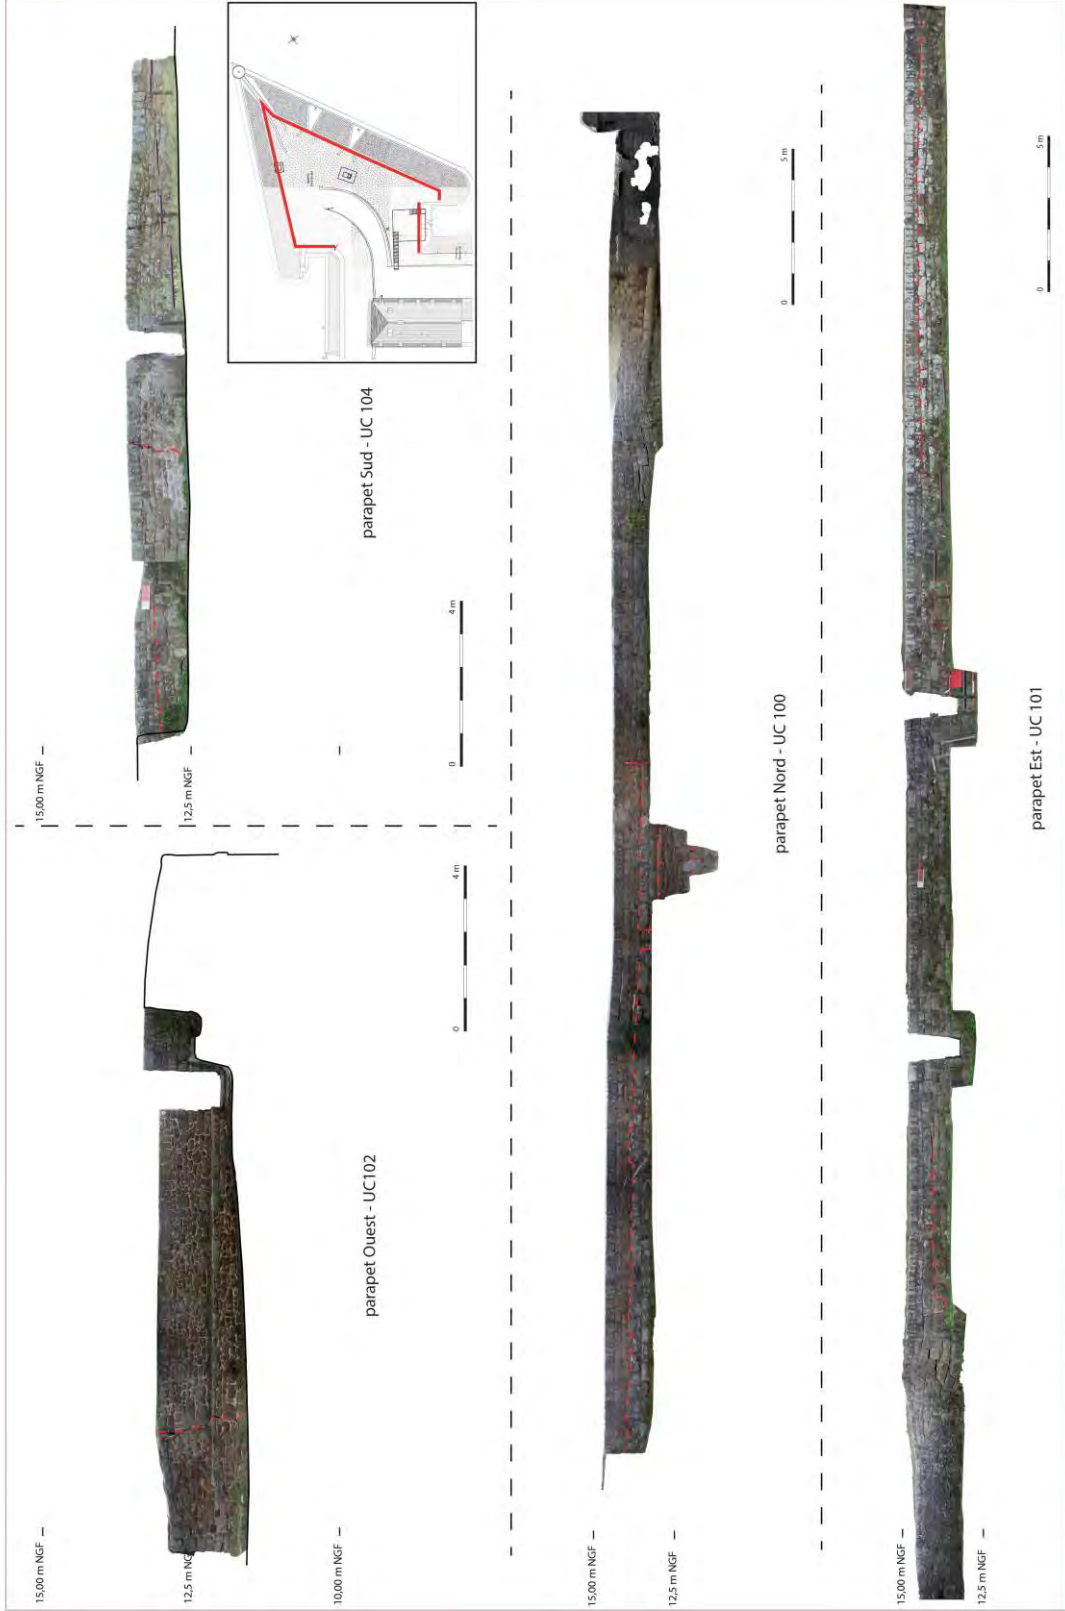 15,00 m NGF
12,5 m NG
10,00 m NGF
parapet Ouest - UC102
0
4 m
15,00 m NGF
12,5 m NGF
parapet Sud - UC 104
0
4 m
15,00 m NGF
12,5 m NGF
parapet Nord - UC 100
0
5 m
15,00 m NGF
12,5 m NGF
parapet Est - UC 101
0
5 m